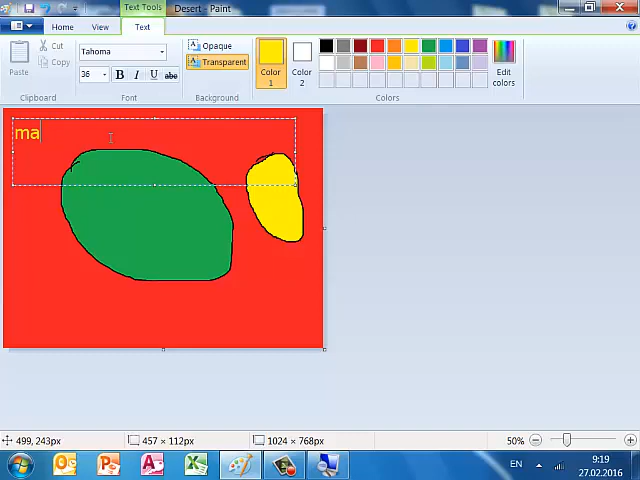 Text Tools
Desert - Paint
Home
View
Text
Paste
Cut
Copy
Clipboard
Tahoma
36
B I U abc
Font
Opaque
Transparent
Background
Color 1
Color 2
Edit colors
Colors
ma
499, 243px
457 × 112px
1024 × 768px
50%
EN
9:19
27.02.2016